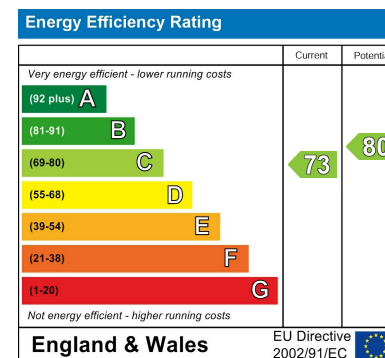 Energy Efficiency Rating
Current Potentia
Very energy efficient - lower running costs
(92 plus) A
(81-91) B
(69-80) C
(55-68) D
(39-54) E
(21-38) F
(1-20) G
73
80
Not energy efficient - higher running costs
England & Wales
EU Directive
2002/91/EC